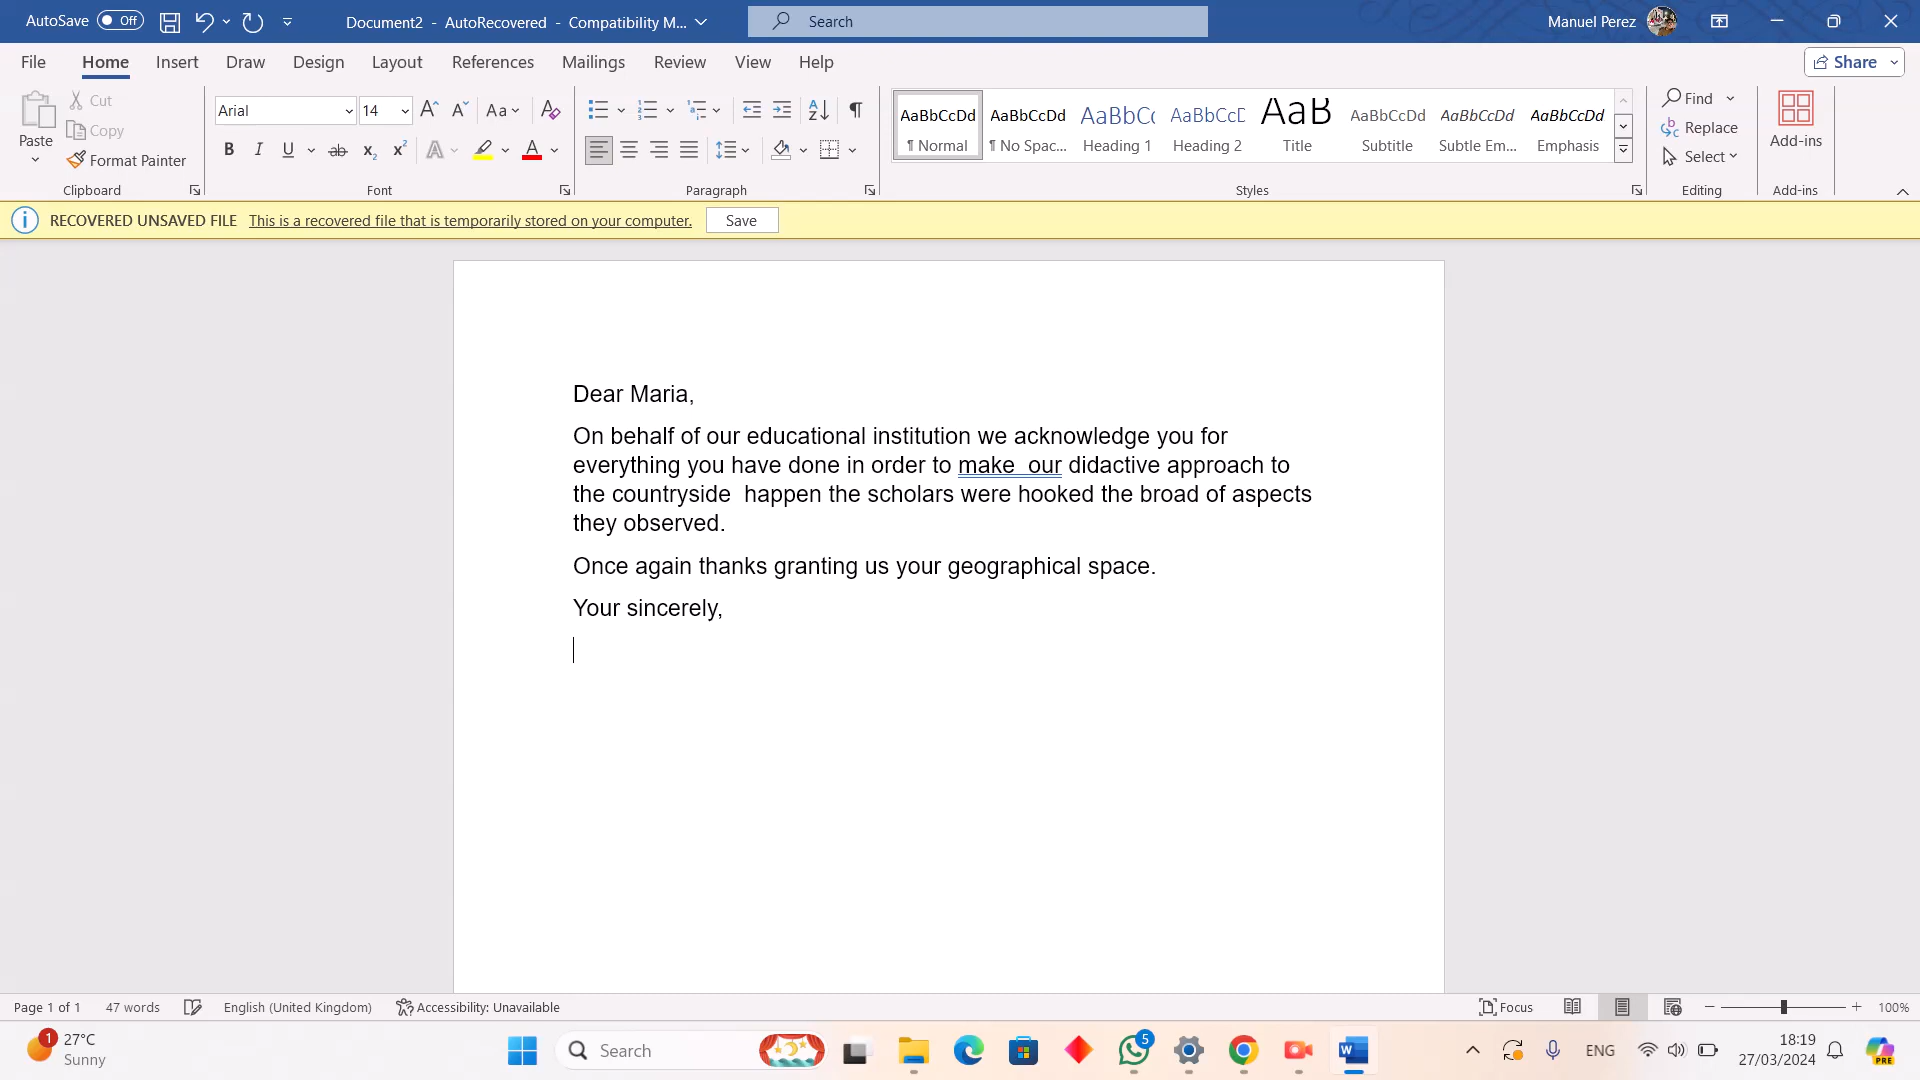 AutoSave Off Document2 - AutoRecovered - Compatibility M... Search Manuel Perez
File Home Insert Draw Design Layout References Mailings Review View Help Share
Paste Cut Copy Format Painter
Arial 14 Aa
B I U ab x₂ x² A A
AaBbCcDd AaBbCcDd AaBbCc AaBbCcD AaB AaBbCcDd AaBbCcDd AaBbCcDd
¶ Normal ¶ No Spac... Heading 1 Heading 2 Title Subtitle Subtle Em... Emphasis
Find Replace Select Add-ins
Clipboard Font Paragraph Styles Editing Add-ins
RECOVERED UNSAVED FILE This is a recovered file that is temporarily stored on your computer. Save
Dear Maria,
On behalf of our educational institution we acknowledge you for
everything you have done in order to make  our didactive approach to
the countryside  happen the scholars were hooked the broad of aspects
they observed.
Once again thanks granting us your geographical space.
Your sincerely,
Page 1 of 1 47 words English (United Kingdom) Accessibility: Unavailable Focus 100%
1 27°C
Sunny
Search 5 W ENG 18:19
27/03/2024 PRE